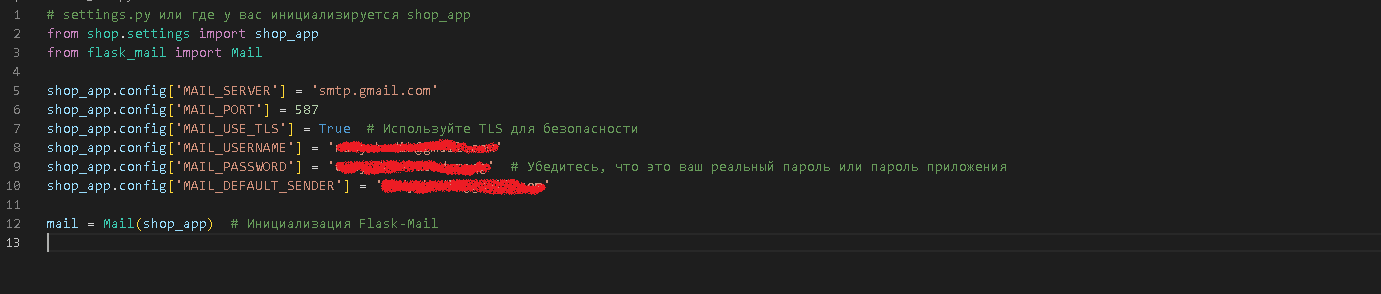 1 # settings.py или где у вас инициализируется shop_app
2 from shop.settings import shop_app
3 from flask_mail import Mail
4
5 shop_app.config['MAIL_SERVER'] = 'smtp.gmail.com'
6 shop_app.config['MAIL_PORT'] = 587
7 shop_app.config['MAIL_USE_TLS'] = True # Используйте TLS для безопасности
8 shop_app.config['MAIL_USERNAME'] = ' '
9 shop_app.config['MAIL_PASSWORD'] = ' ' # Убедитесь, что это ваш реальный пароль или пароль приложения
10 shop_app.config['MAIL_DEFAULT_SENDER'] = ' '
11
12 mail = Mail(shop_app) # Инициализация Flask-Mail
13